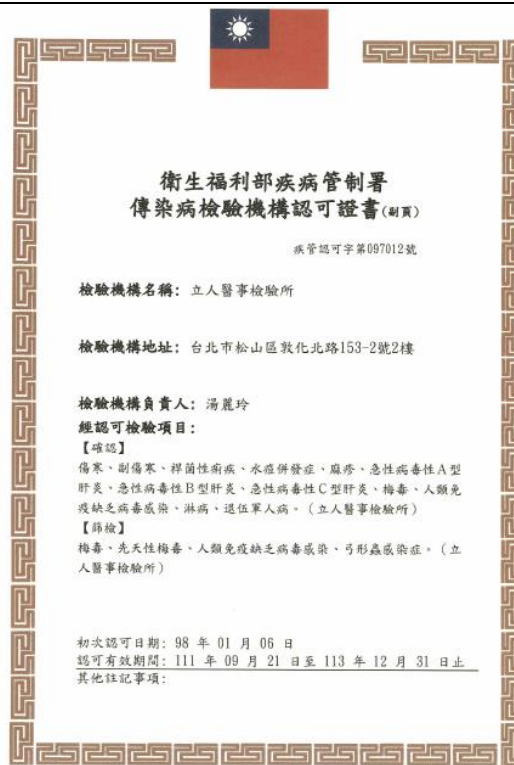 衛生福利部疾病管制署
傳染病檢驗機構認可證書(副頁)
疾管認可字第097012號
檢驗機構名稱：立人醫事檢驗所
檢驗機構地址：台北市松山區敦化北路153-2號2樓
檢驗機構負責人：湯麗玲
經認可檢驗項目：
【確認】
傷寒、副傷寒、桿菌性痢疾、水痘併發症、麻疹、急性病毒性A型
肝炎、急性病毒性B型肝炎、急性病毒性C型肝炎、梅毒、人類免
疫缺乏病毒感染、淋病、退伍軍人病。（立人醫事檢驗所）
【篩檢】
梅毒、先天性梅毒、人類免疫缺乏病毒感染、弓形蟲感染症。（立
人醫事檢驗所）
初次認可日期：98 年 01 月 06 日
認可有效期間：111 年 09 月 21 日至 113 年 12 月 31 日止
其他註記事項：